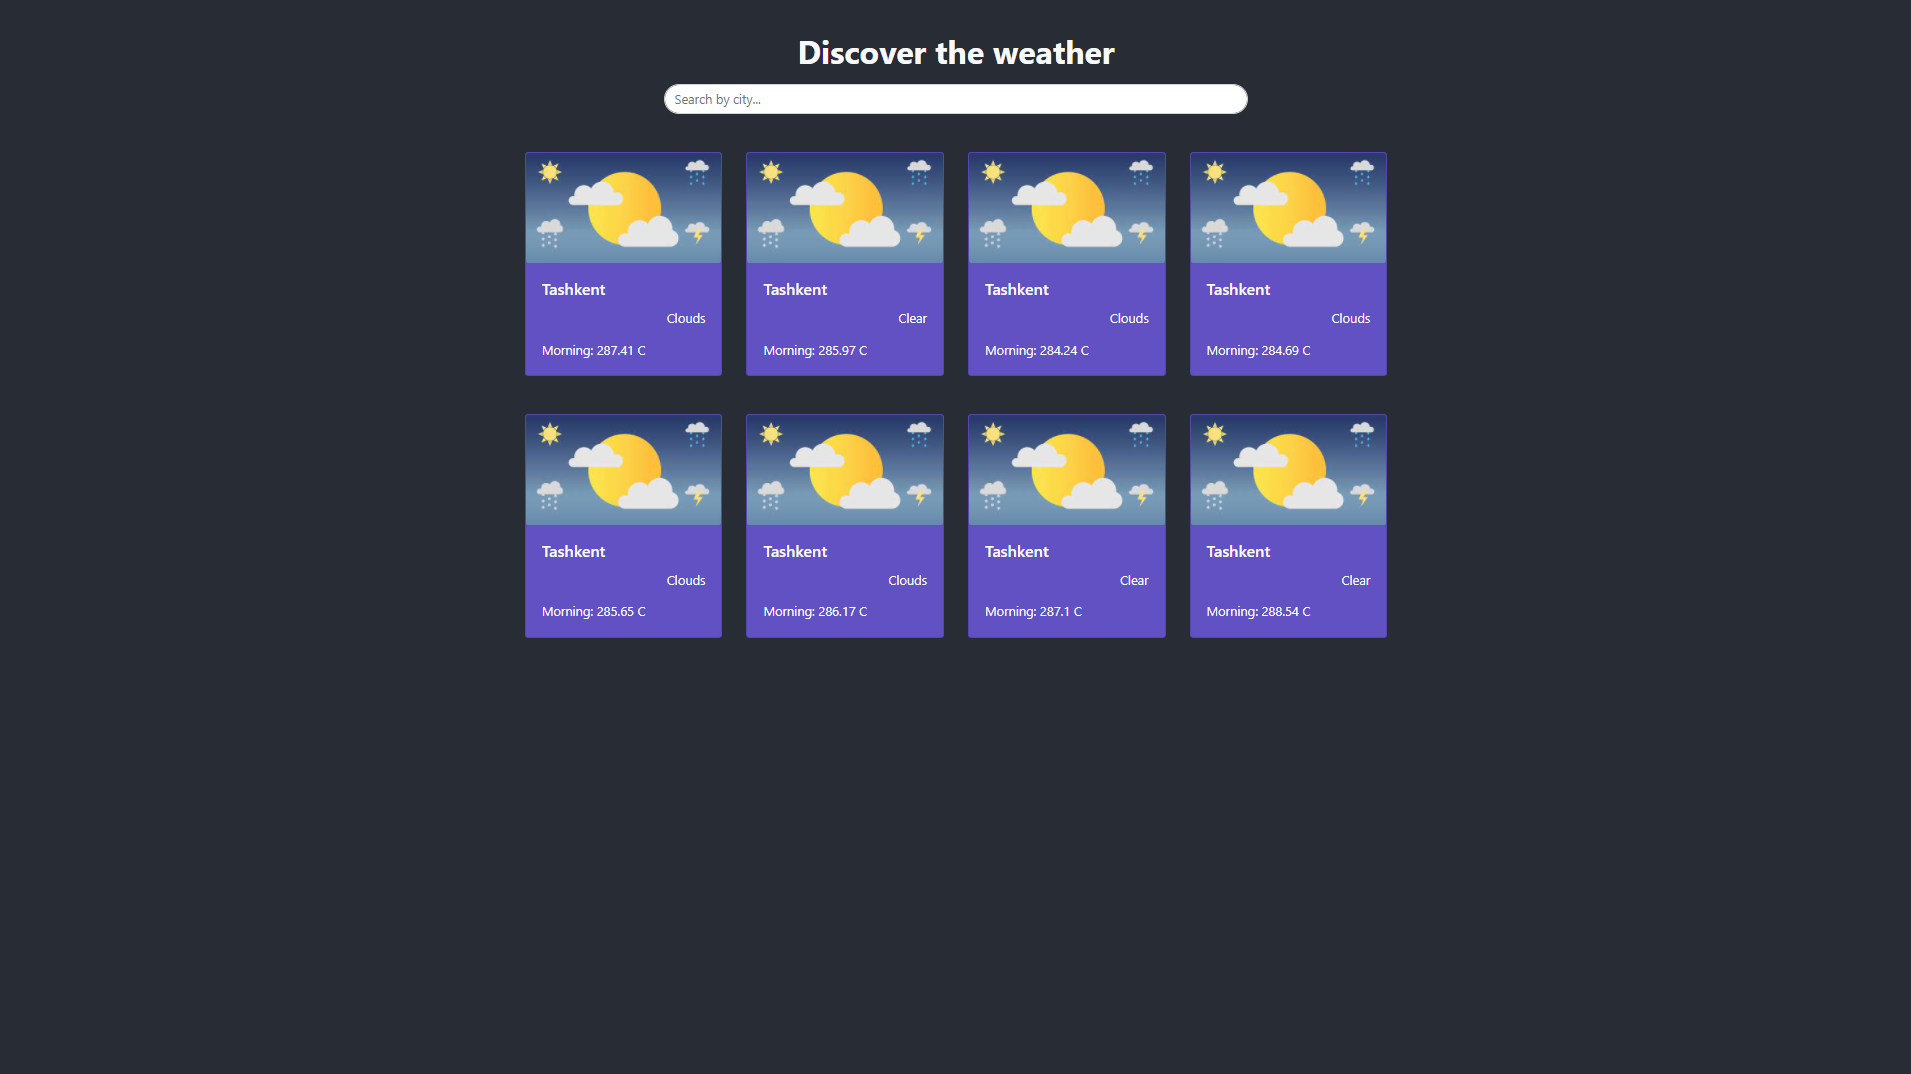 Discover the weather
Search by city...
Tashkent
Clouds
Morning: 287.41 C
Tashkent
Clear
Morning: 285.97 C
Tashkent
Clouds
Morning: 284.24 C
Tashkent
Clouds
Morning: 284.69 C
Tashkent
Clouds
Morning: 285.65 C
Tashkent
Clouds
Morning: 286.17 C
Tashkent
Clear
Morning: 287.1 C
Tashkent
Clear
Morning: 288.54 C